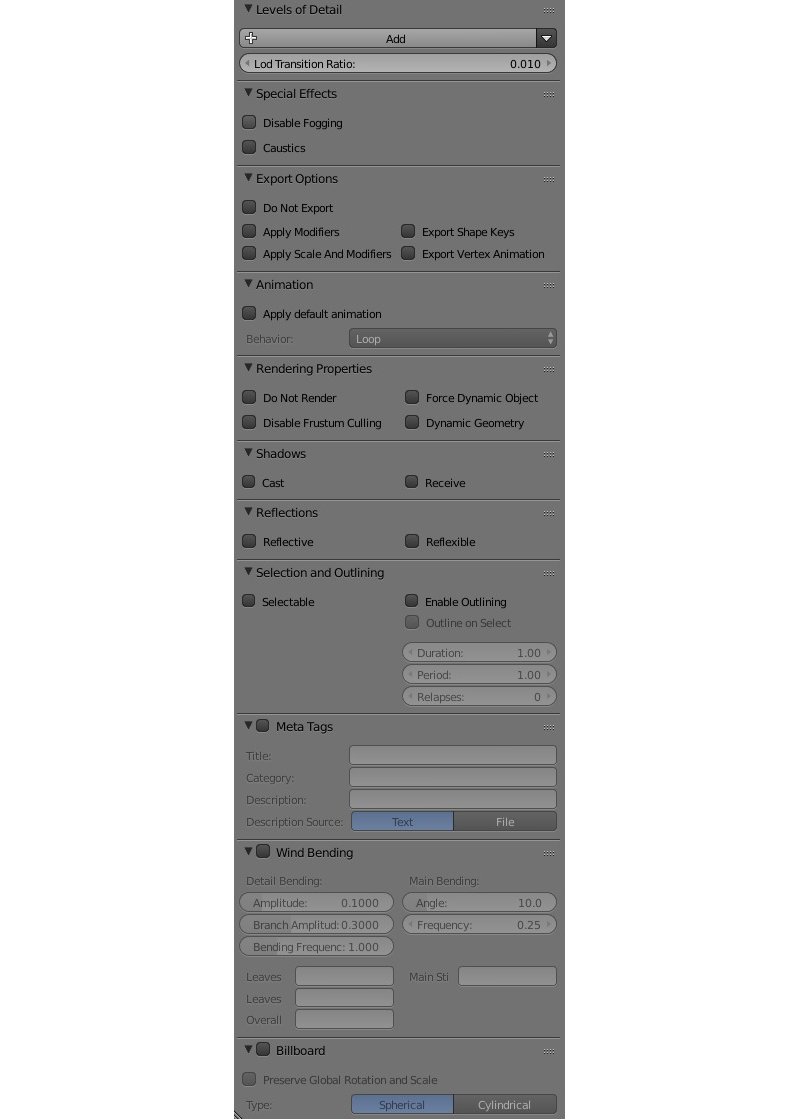 Levels of Detail
Add
Lod Transition Ratio: 0.010
Special Effects
Disable Fogging
Caustics
Export Options
Do Not Export
Apply Modifiers Export Shape Keys
Apply Scale And Modifiers Export Vertex Animation
Animation
Apply default animation
Behavior: Loop
Rendering Properties
Do Not Render Force Dynamic Object
Disable Frustum Culling Dynamic Geometry
Shadows
Cast Receive
Reflections
Reflective Reflexible
Selection and Outlining
Selectable Enable Outlining
Outline on Select
Duration: 1.00
Period: 1.00
Relapses: 0
Meta Tags
Title:
Category:
Description:
Description Source: Text File
Wind Bending
Detail Bending: Main Bending:
Amplitude: 0.1000 Angle: 10.0
Branch Amplitud: 0.3000 Frequency: 0.25
Bending Frequenc: 1.000
Leaves Main Sti
Leaves
Overall
Billboard
Preserve Global Rotation and Scale
Type: Spherical Cylindrical